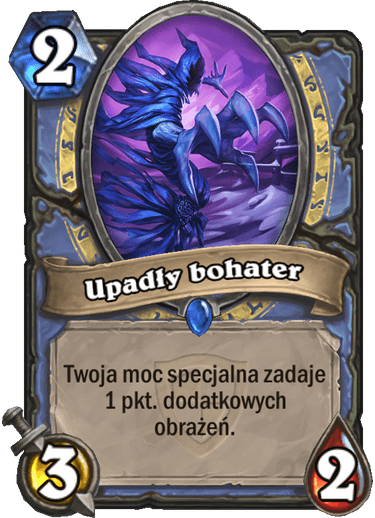 2
Upadły bohater
Twoja moc specjalna zadaje
1 pkt. dodatkowych
obrażeń.
3
2